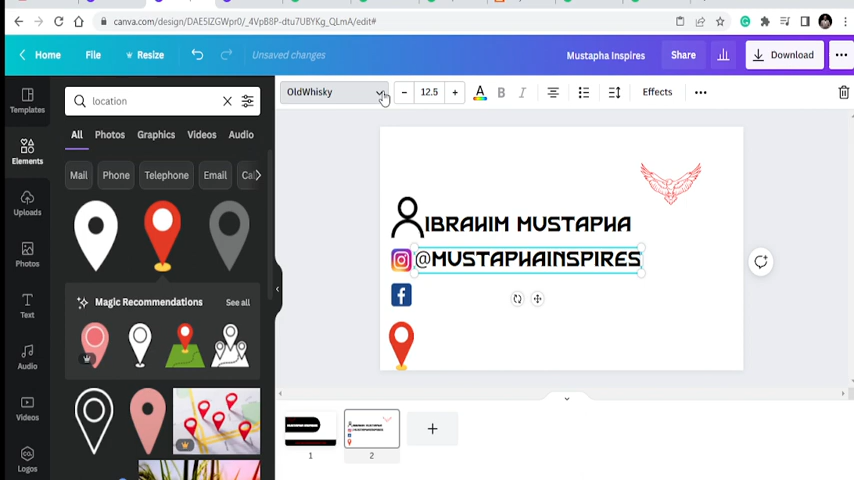 canva.com/design/DAE5IZGWpr0/_4VpB8P-dtu7UBYKg_QLmA/edit#
Home
File
Resize
Unsaved changes
Mustapha Inspires
Share
Download
Templates
Elements
Uploads
Photos
Text
Audio
Videos
Logos
location
All
Photos
Graphics
Videos
Audio
Mail
Phone
Telephone
Email
Magic Recommendations
See all
OldWhisky
- 12.5 +
A B I
Effects
IBRAHIM MUSTAPHA
@MUSTAPHAINSPIRES
1
2